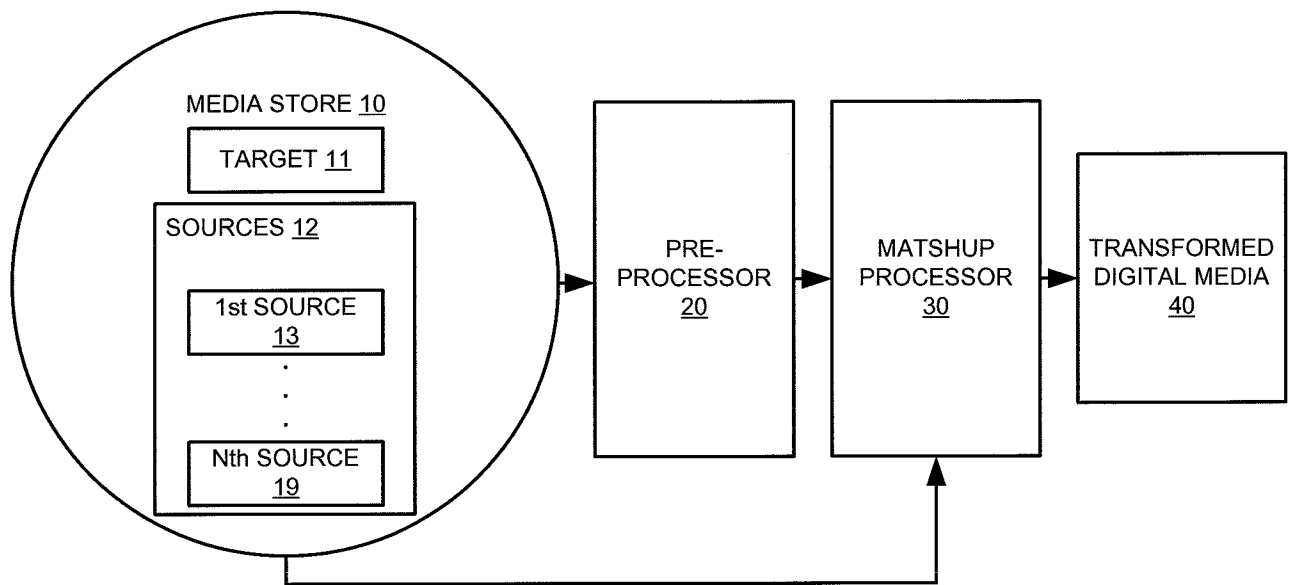 MEDIA STORE 10
TARGET 11
SOURCES 12
1st SOURCE
13
.
.
.
Nth SOURCE
19
PRE-
PROCESSOR
20
MATSHUP
PROCESSOR
30
TRANSFORMED
DIGITAL MEDIA
40